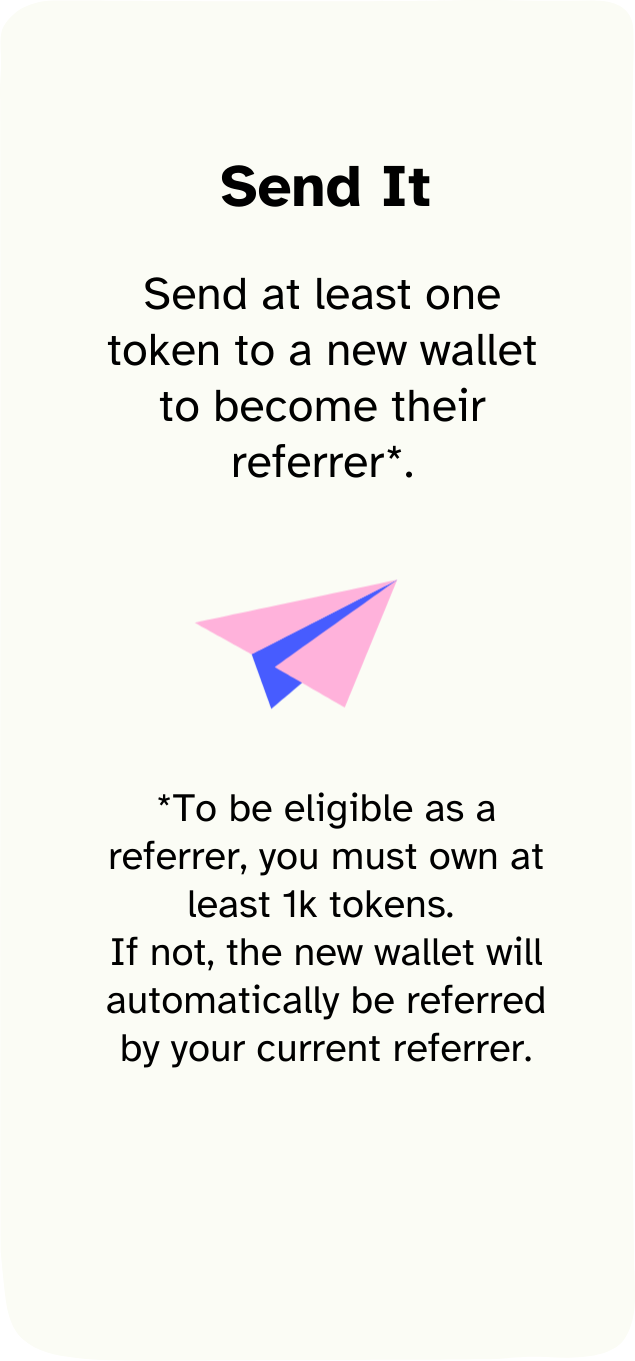 Send It
Send at least one
token to a new wallet
to become their
referrer*.
*To be eligible as a
referrer, you must own at
least 1k tokens.
If not, the new wallet will
automatically be referred
by your current referrer.